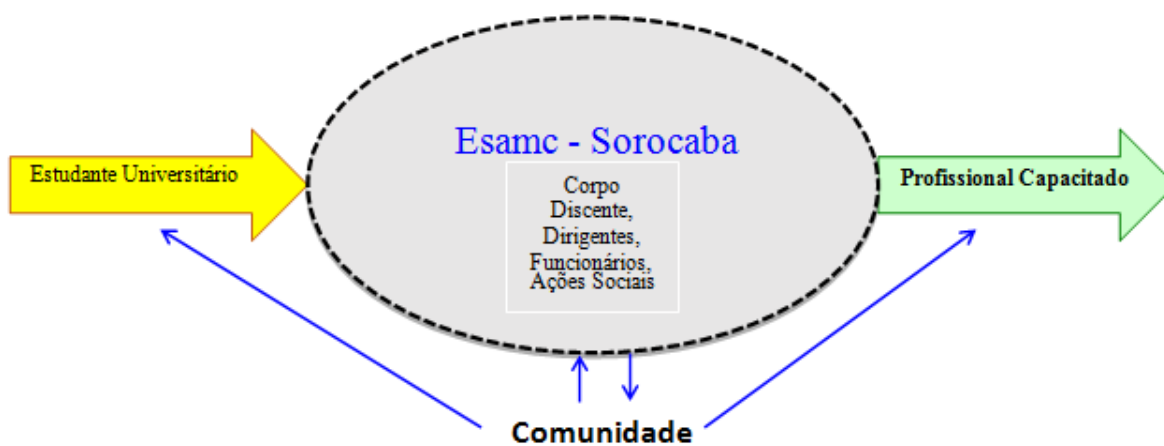 Esamc - Sorocaba
Estudante Universitário
Corpo
Discente,
Dirigentes,
Funcionários,
Ações Sociais
Profissional Capacitado
Comunidade